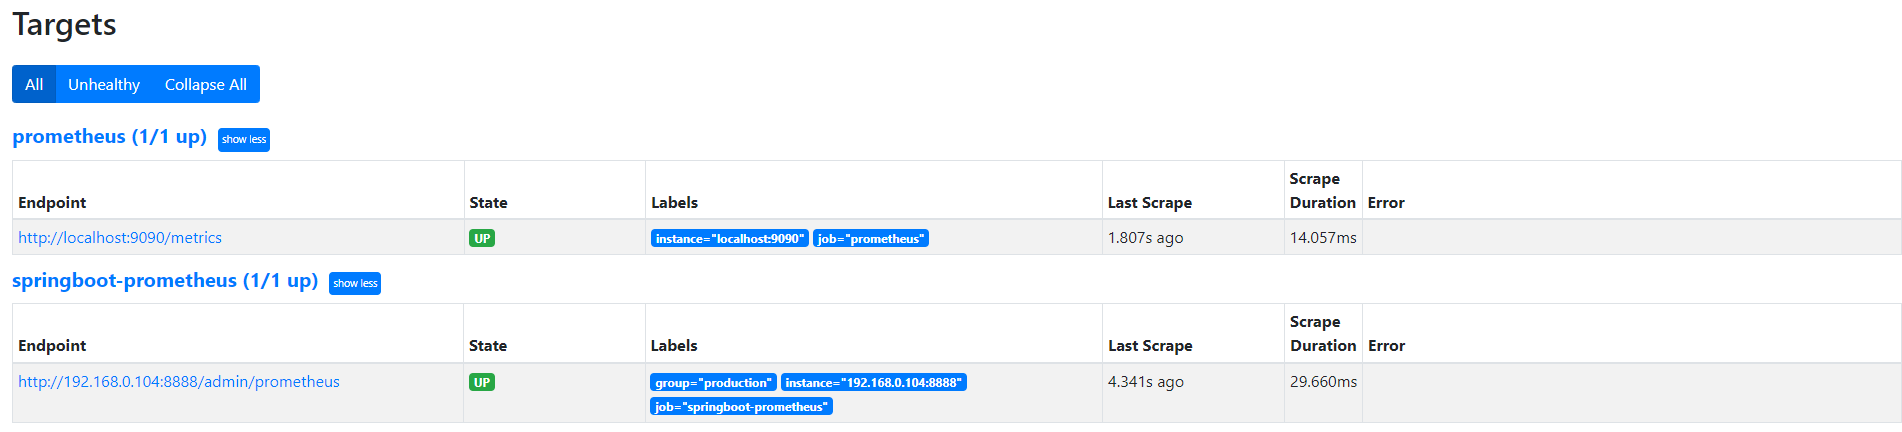 Targets
All Unhealthy Collapse All
prometheus (1/1 up) show less
Endpoint State Labels Last Scrape Scrape Duration Error
http://localhost:9090/metrics UP instance="localhost:9090" job="prometheus" 1.807s ago 14.057ms
springboot-prometheus (1/1 up) show less
Endpoint State Labels Last Scrape Scrape Duration Error
http://192.168.0.104:8888/admin/prometheus UP group="production" instance="192.168.0.104:8888" 4.341s ago 29.660ms
job="springboot-prometheus"